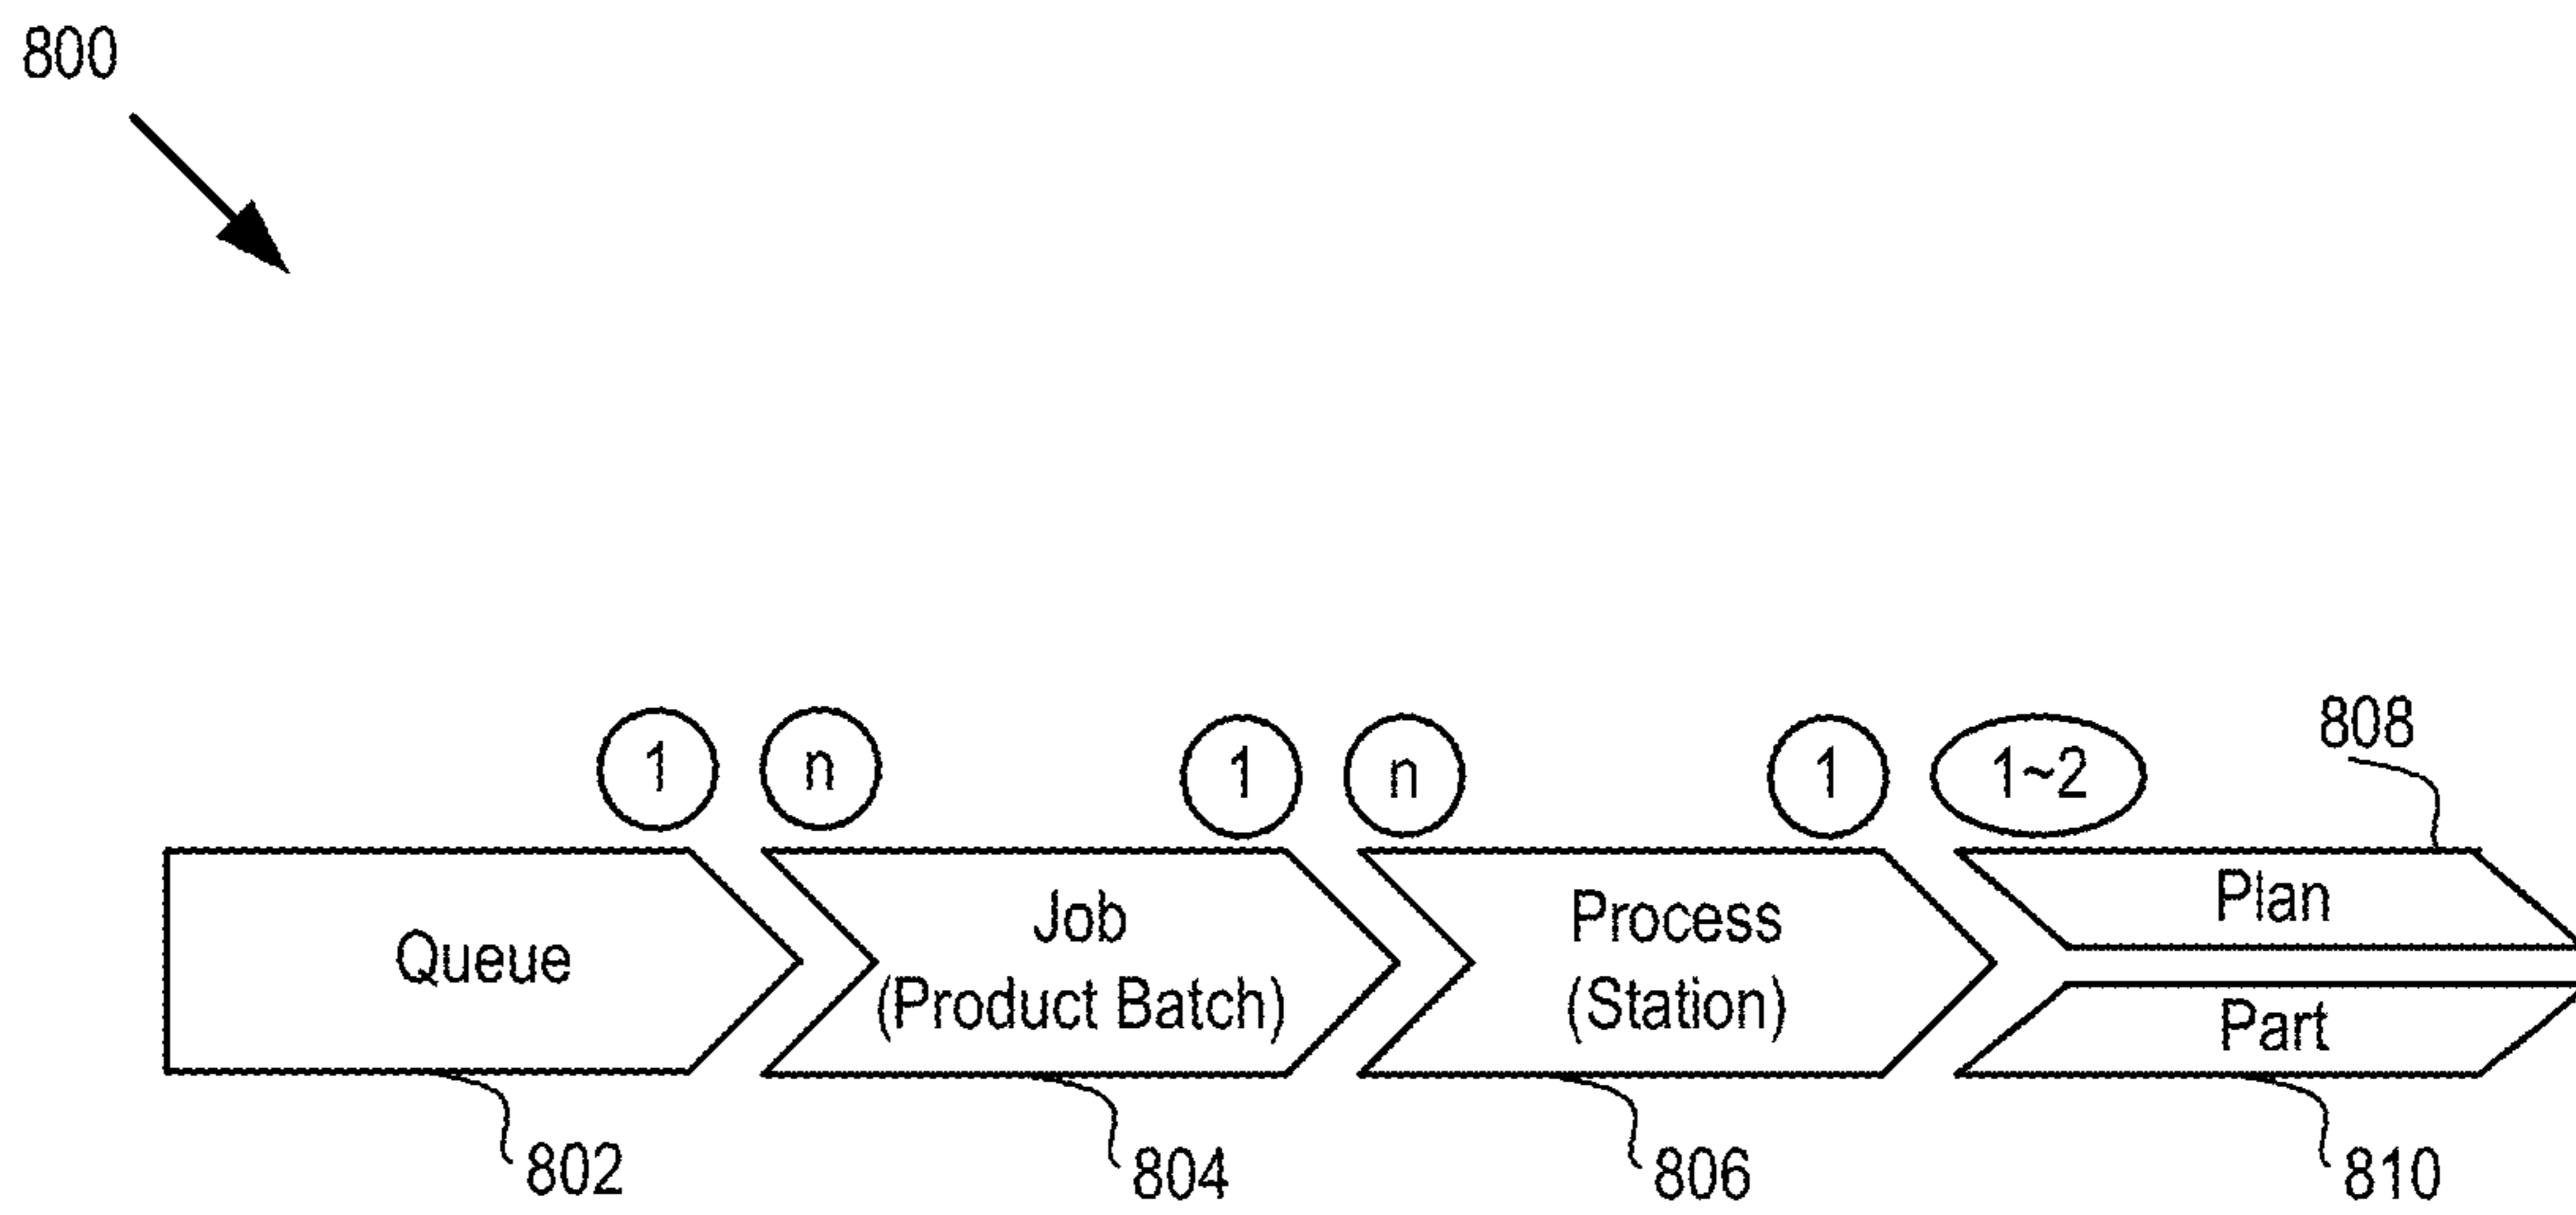 800
1
n
1
n
1
1~2
808
Queue
Job
(Product Batch)
Process
(Station)
Plan
Part
802
804
806
810